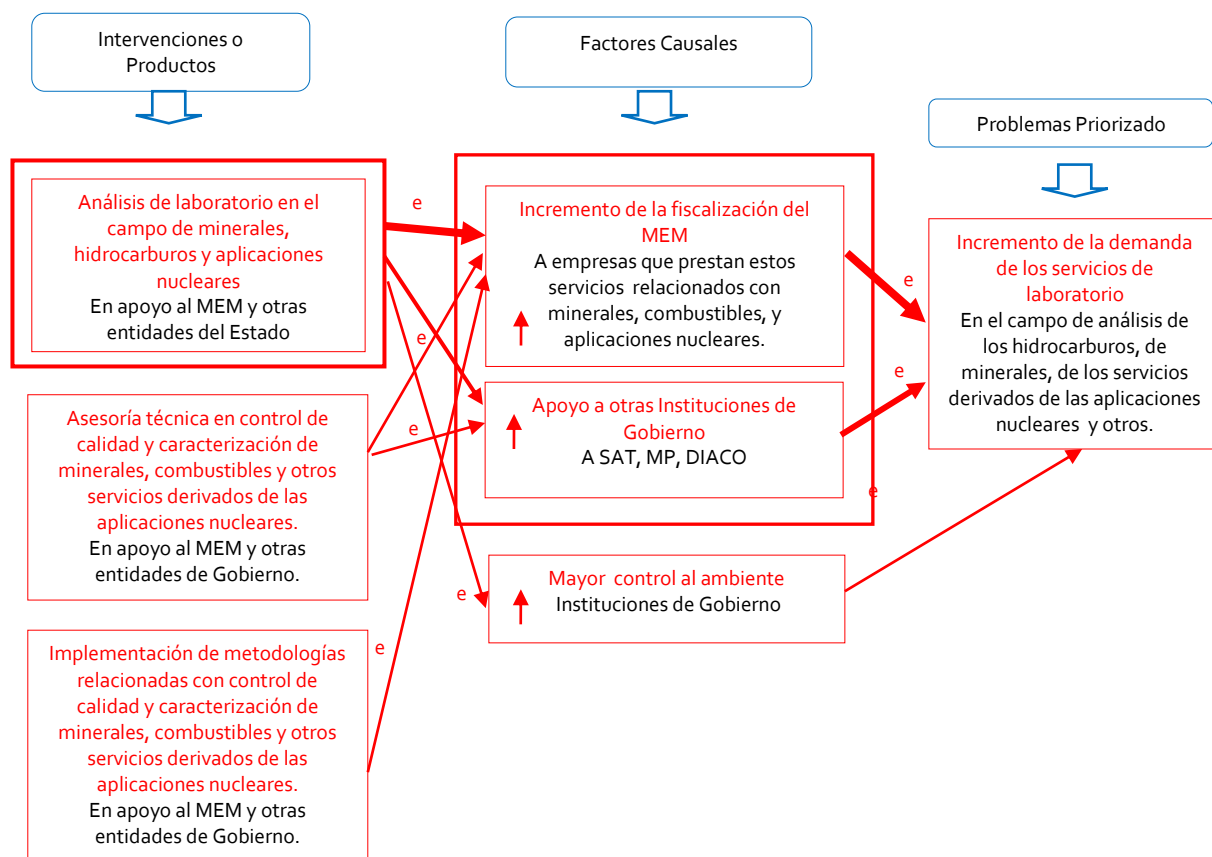 Intervenciones o
Productos
Factores Causales
Problemas Priorizado
Análisis de laboratorio en el
campo de minerales,
hidrocarburos y aplicaciones
nucleares
En apoyo al MEM y otras
entidades del Estado
Asesoría técnica en control de
calidad y caracterización de
minerales, combustibles y otros
servicios derivados de las
aplicaciones nucleares.
En apoyo al MEM y otras
entidades de Gobierno.
Implementación de metodologías
relacionadas con control de
calidad y caracterización de
minerales, combustibles y otros
servicios derivados de las
aplicaciones nucleares.
En apoyo al MEM y otras
entidades de Gobierno.
e
e
e
e
e
Incremento de la fiscalización del
MEM
A empresas que prestan estos
servicios relacionados con
minerales, combustibles, y
aplicaciones nucleares.
Apoyo a otras Instituciones de
Gobierno
A SAT, MP, DIACO
Mayor control al ambiente
Instituciones de Gobierno
e
e
e
Incremento de la demanda
de los servicios de
laboratorio
En el campo de análisis de
los hidrocarburos, de
minerales, de los servicios
derivados de las aplicaciones
nucleares y otros.